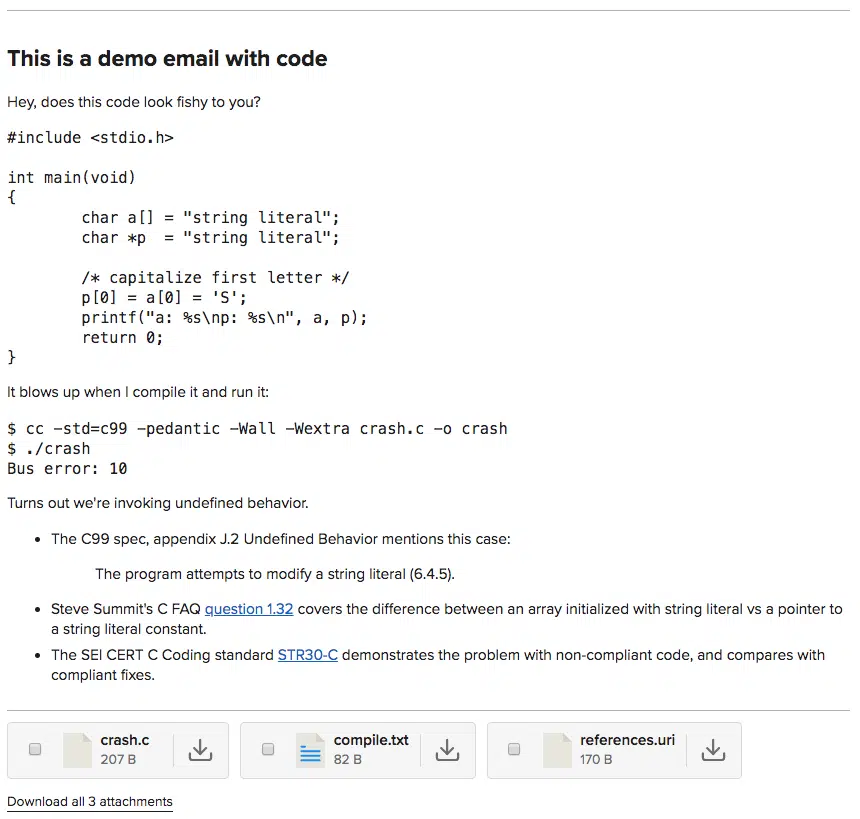 This is a demo email with code
Hey, does this code look fishy to you?
#include <stdio.h>
int main(void)
{
        char a[] = "string literal";
        char *p  = "string literal";

        /* capitalize first letter */
        p[0] = a[0] = 'S';
        printf("a: %s\np: %s\n", a, p);
        return 0;
}
It blows up when I compile it and run it:
$ cc -std=c99 -pedantic -Wall -Wextra crash.c -o crash
$ ./crash
Bus error: 10
Turns out we're invoking undefined behavior.
• The C99 spec, appendix J.2 Undefined Behavior mentions this case:
The program attempts to modify a string literal (6.4.5).
• Steve Summit's C FAQ question 1.32 covers the difference between an array initialized with string literal vs a pointer to
a string literal constant.
• The SEI CERT C Coding standard STR30-C demonstrates the problem with non-compliant code, and compares with
compliant fixes.
crash.c
207 B
compile.txt
82 B
references.uri
170 B
Download all 3 attachments